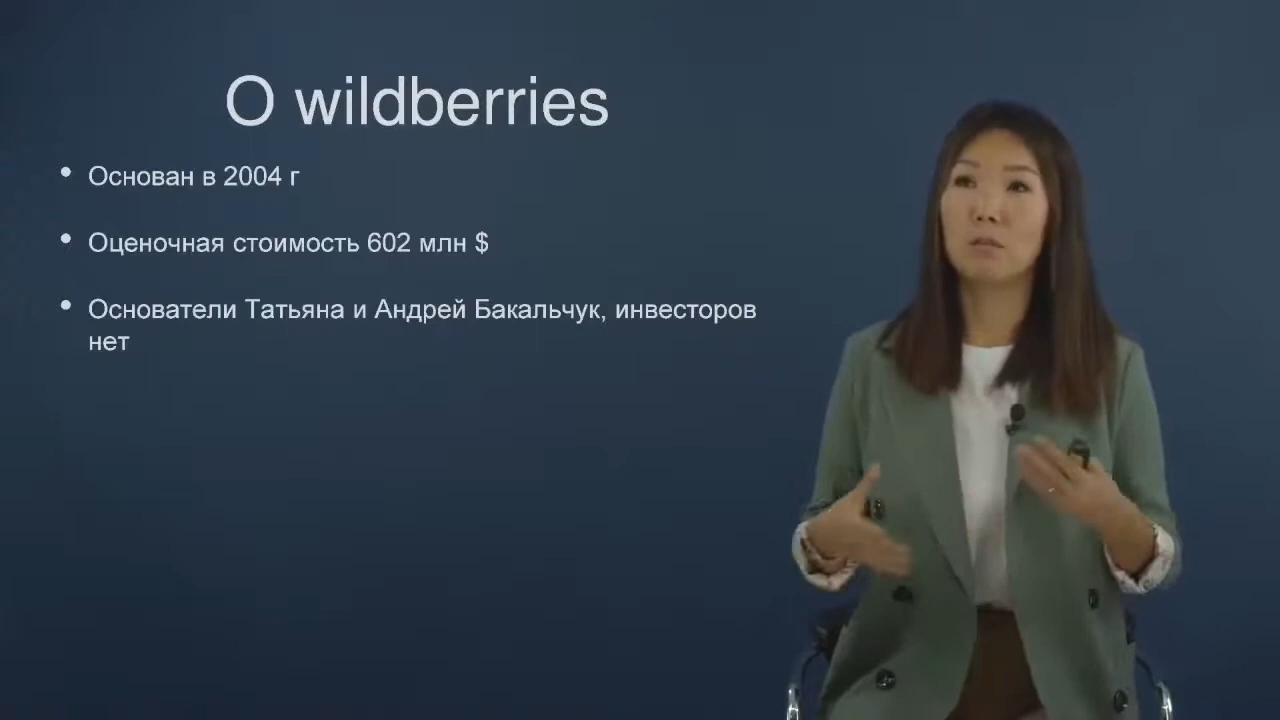 О wildberries
• Основан в 2004 г
• Оценочная стоимость 602 млн $
• Основатели Татьяна и Андрей Бакальчук, инвесторов
нет